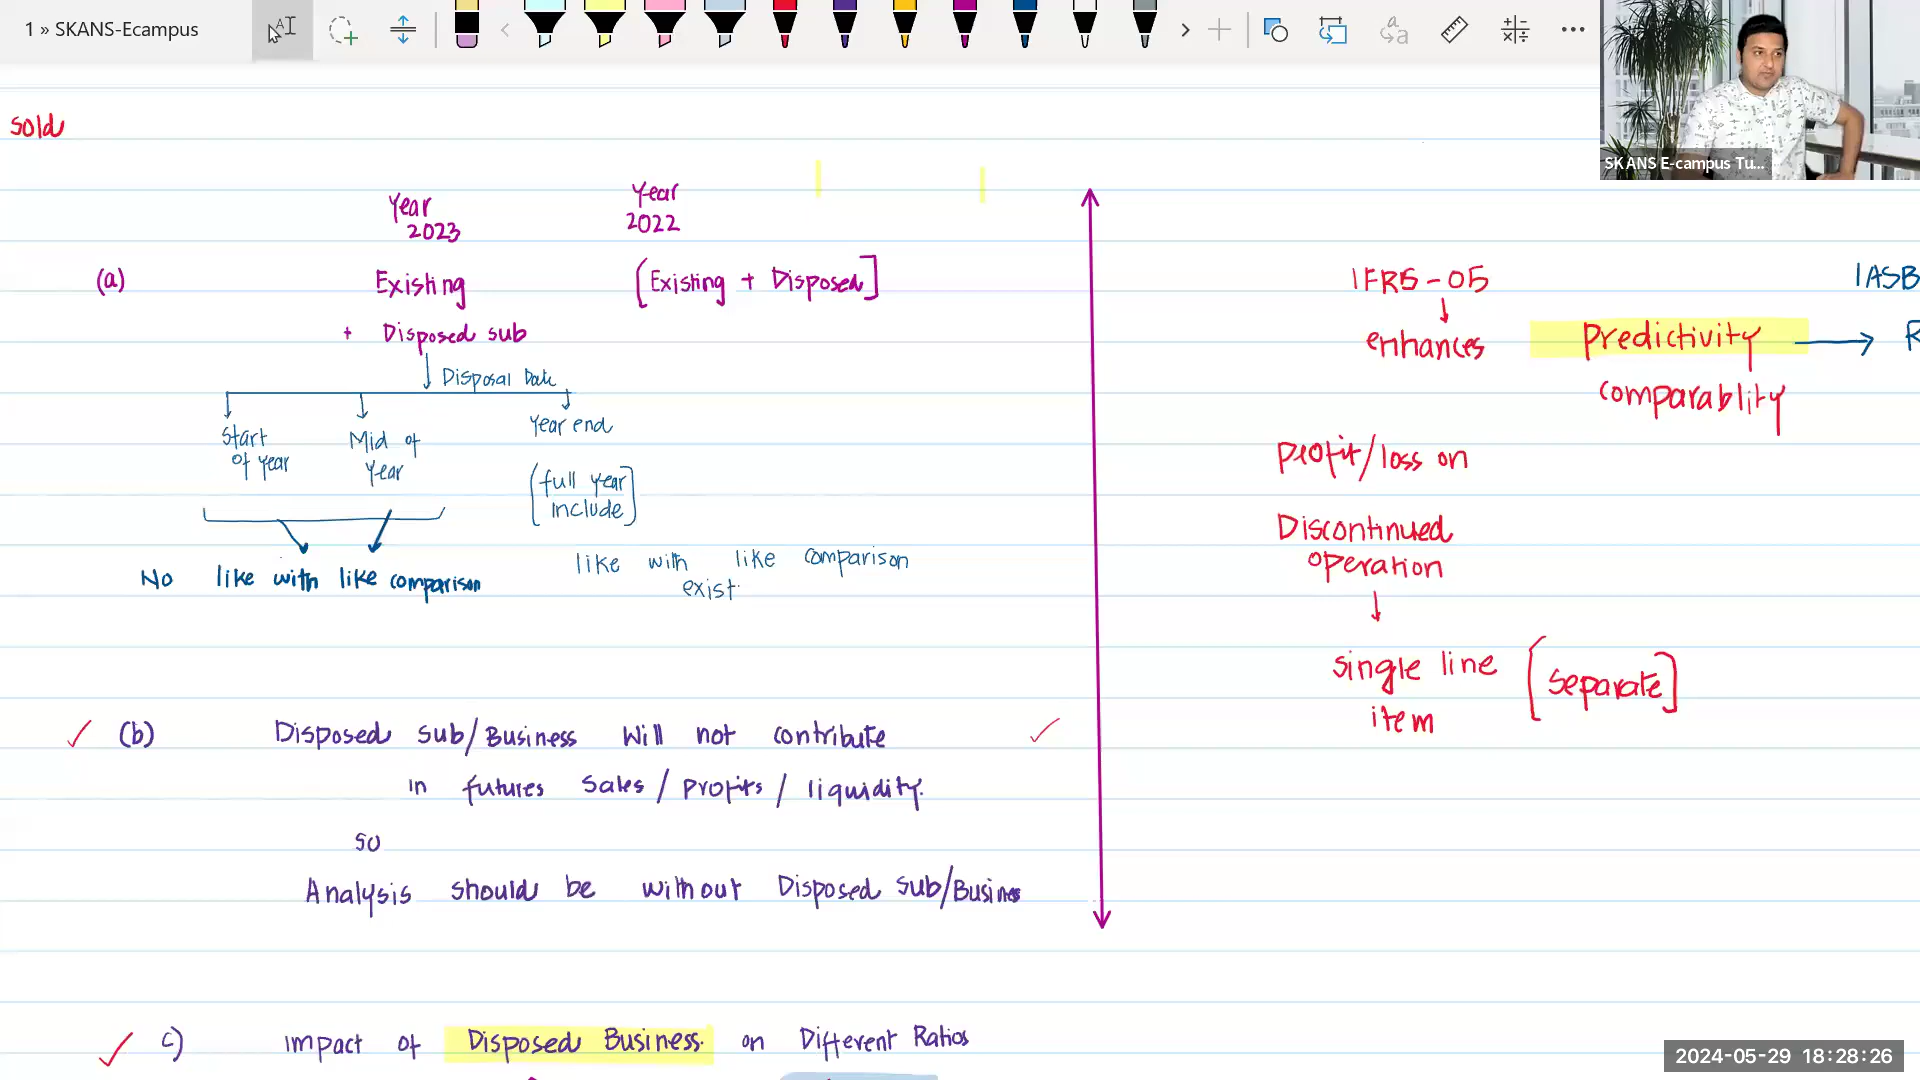 1 » SKANS-Ecampus
SKANS E-campus Tu...
sold
Year
2023
Year
2022
(a) Existing [Existing + Disposed]
+ Disposed sub
Disposal Date
Start
of year
Mid of
year
Year end
[full year
include]
No like with like comparison
like with like comparison
exist
(b) Disposed sub/Business will not contribute
in futures sales / profits / liquidity.
so
Analysis should be without Disposed sub/Business
c) impact of Disposed Business on Different Ratios
IFRS-05
enhances Predictivity
comparablity
IASB
R
profit/loss on
Discontinued
operation
single line [separate]
item
2024-05-29 18:28:26